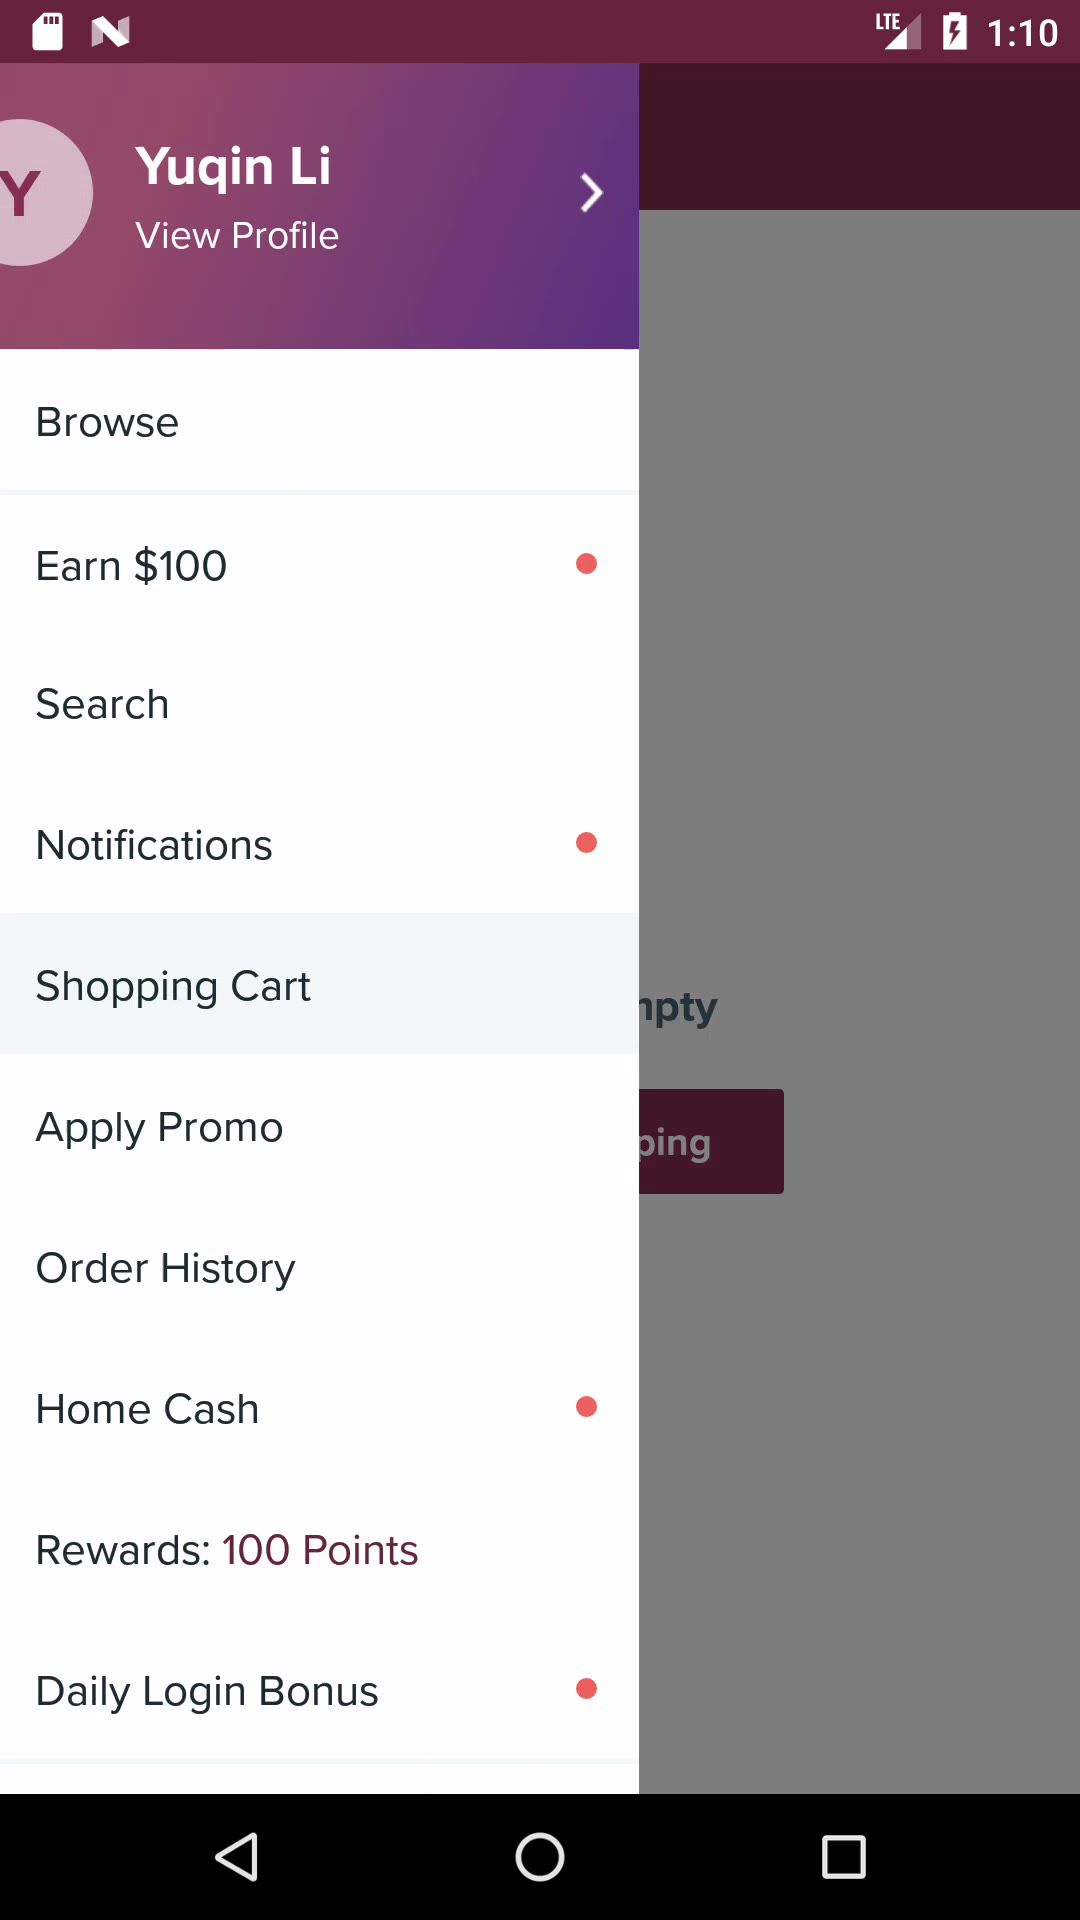 LTE 1:10
Y
Yuqin Li
View Profile
Browse
Earn $100
Search
Notifications
Shopping Cart
mpty
Apply Promo
ping
Order History
Home Cash
Rewards: 100 Points
Daily Login Bonus